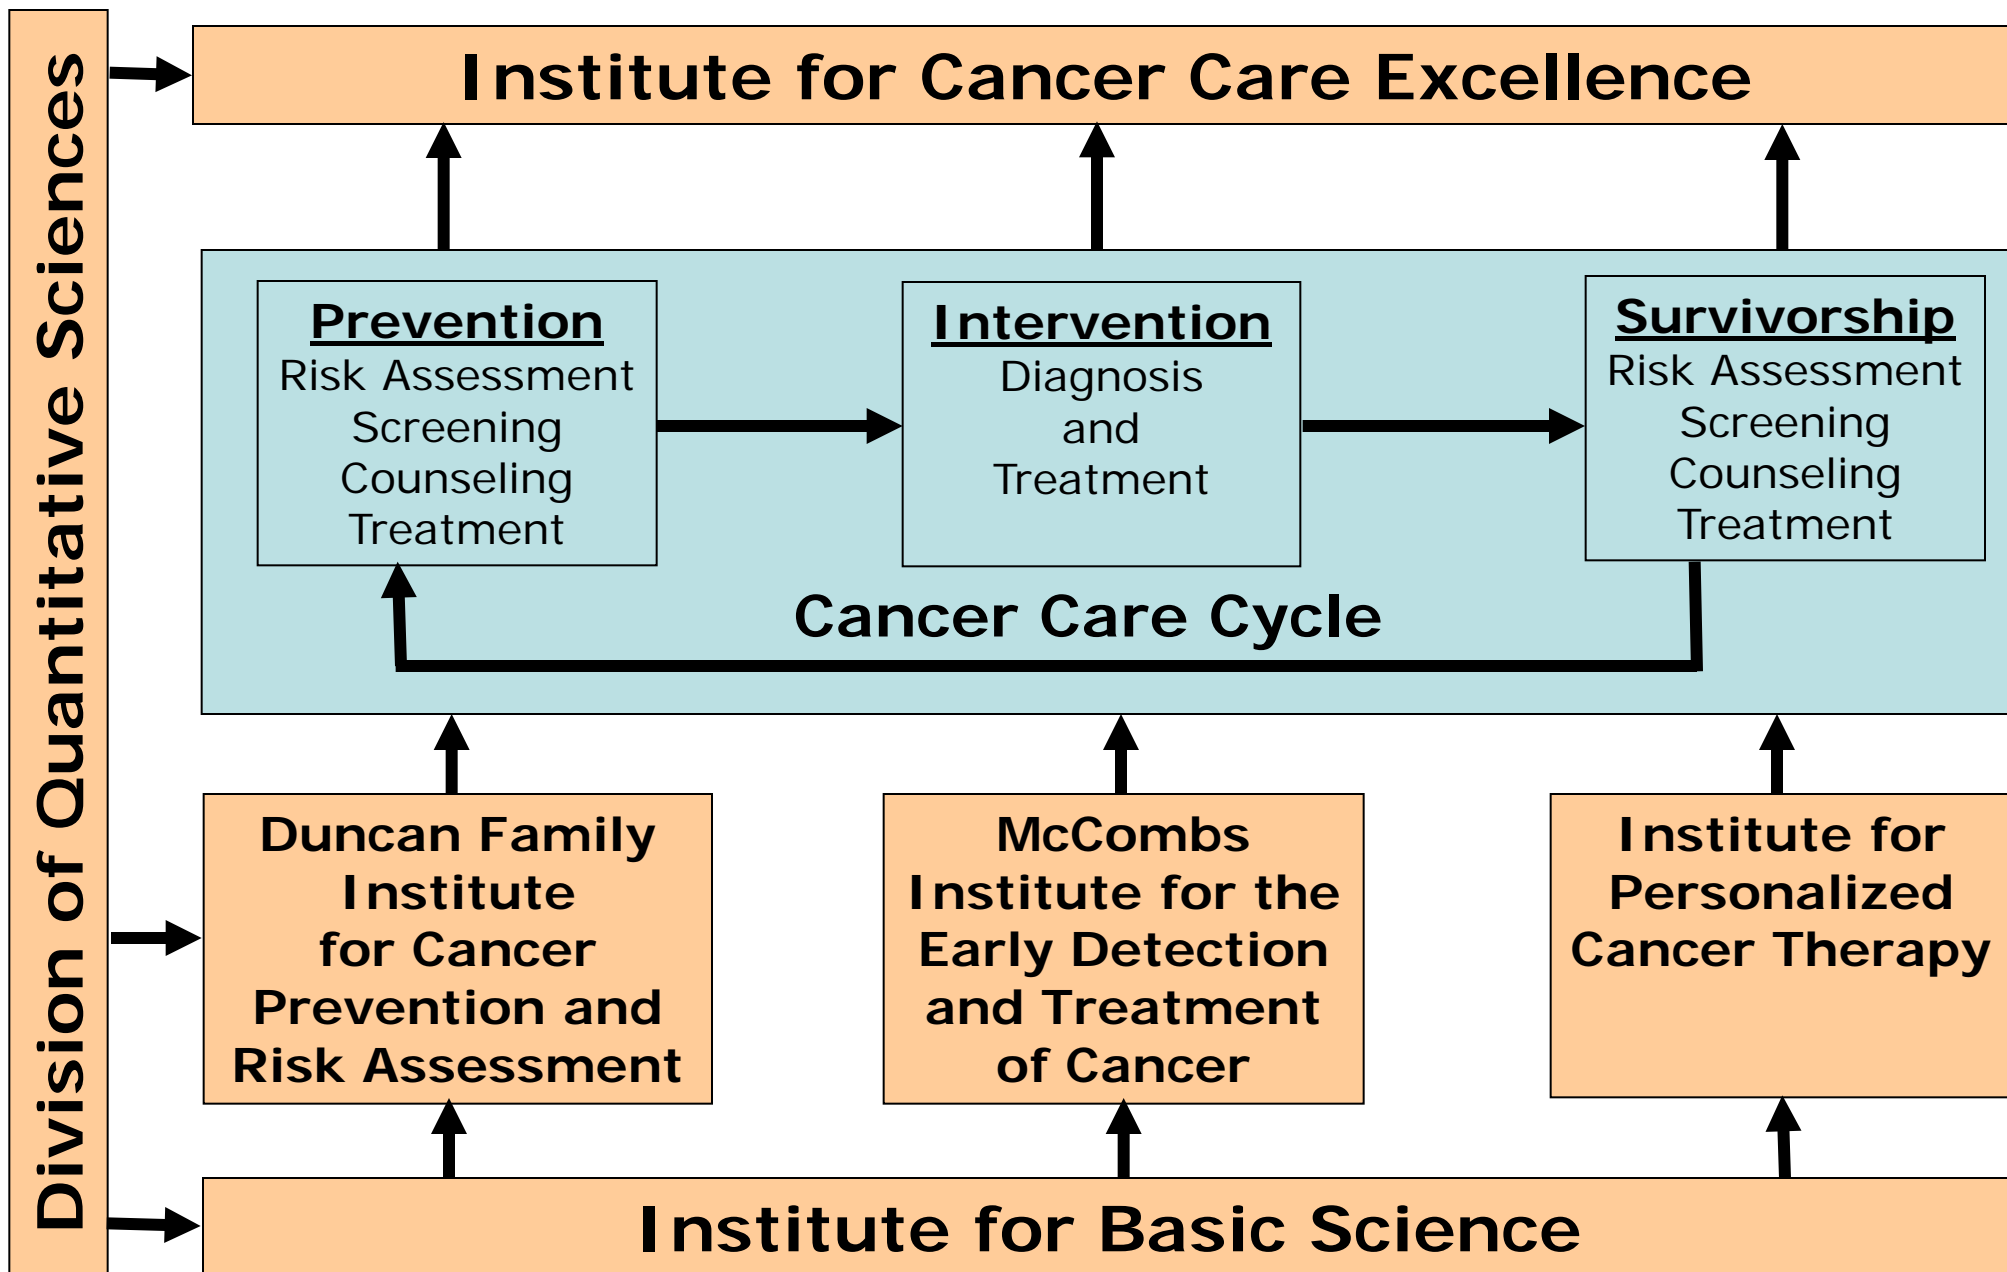 Division of Quantitative Sciences
Institute for Cancer Care Excellence
Prevention
Risk Assessment
Screening
Counseling
Treatment
Intervention
Diagnosis
and
Treatment
Survivorship
Risk Assessment
Screening
Counseling
Treatment
Cancer Care Cycle
Duncan Family
Institute
for Cancer
Prevention and
Risk Assessment
McCombs
Institute for the
Early Detection
and Treatment
of Cancer
Institute for
Personalized
Cancer Therapy
Institute for Basic Science